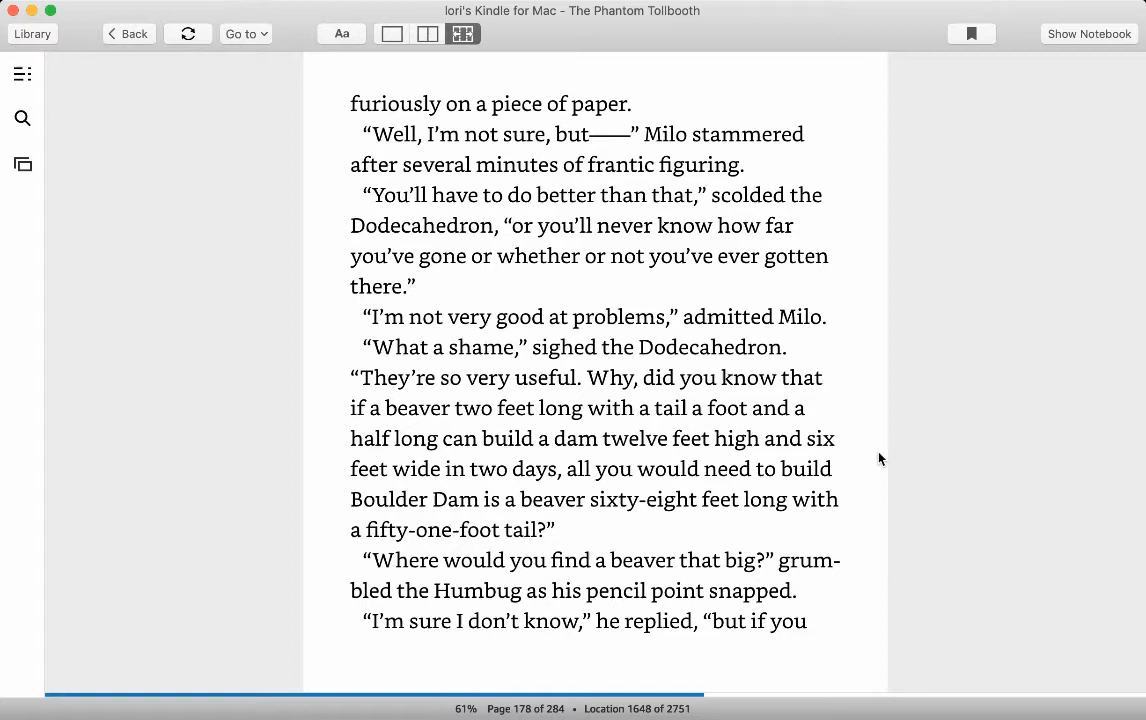 lori's Kindle for Mac - The Phantom Tollbooth
Library
Back
Go to
Aa
Show Notebook
furiously on a piece of paper.
“Well, I’m not sure, but——” Milo stammered
after several minutes of frantic figuring.
“You’ll have to do better than that,” scolded the
Dodecahedron, “or you’ll never know how far
you’ve gone or whether or not you’ve ever gotten
there.”
“I’m not very good at problems,” admitted Milo.
“What a shame,” sighed the Dodecahedron.
“They’re so very useful. Why, did you know that
if a beaver two feet long with a tail a foot and a
half long can build a dam twelve feet high and six
feet wide in two days, all you would need to build
Boulder Dam is a beaver sixty-eight feet long with
a fifty-one-foot tail?”
“Where would you find a beaver that big?” grum-
bled the Humbug as his pencil point snapped.
“I’m sure I don’t know,” he replied, “but if you
61% Page 178 of 284 • Location 1648 of 2751